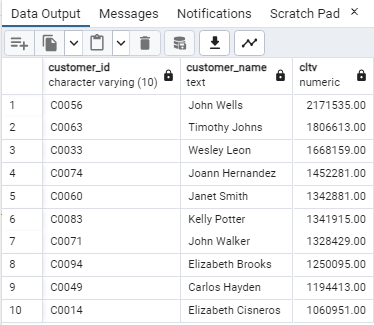 Data Output Messages Notifications Scratch Pad ×
customer_id customer_name cltv
character varying (10) text numeric
1 C0056 John Wells 2171535.00
2 C0063 Timothy Johns 1806613.00
3 C0033 Wesley Leon 1668159.00
4 C0074 Joann Hernandez 1452281.00
5 C0060 Janet Smith 1342881.00
6 C0083 Kelly Potter 1341915.00
7 C0071 John Walker 1328429.00
8 C0094 Elizabeth Brooks 1250095.00
9 C0049 Carlos Hayden 1194413.00
10 C0014 Elizabeth Cisneros 1060951.00